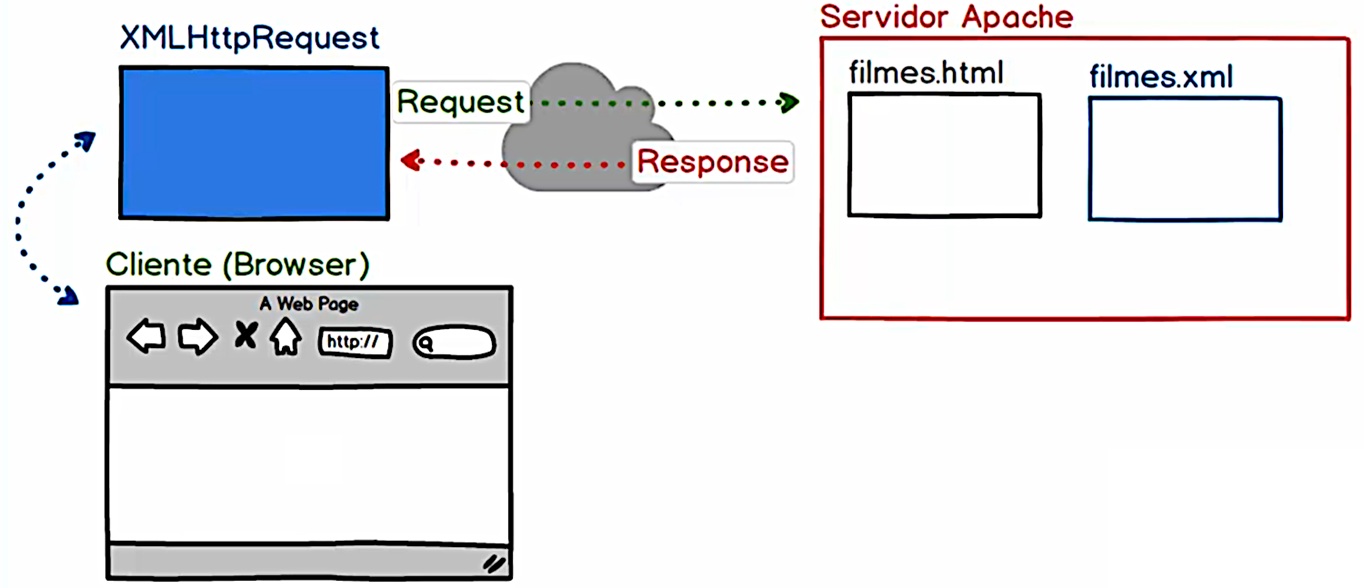 XMLHttpRequest
Request
Response
Servidor Apache
filmes.html
filmes.xml
Cliente (Browser)
A Web Page
http://